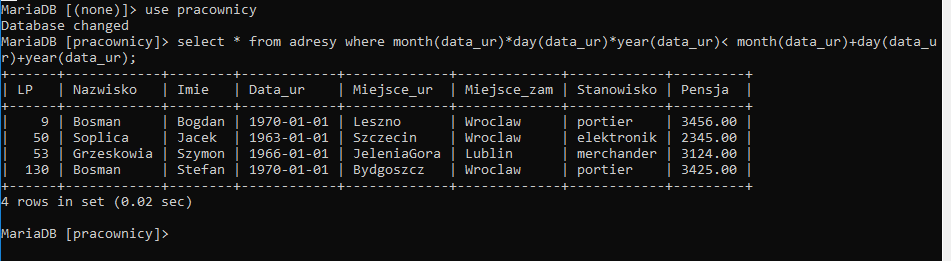 MariaDB [(none)]> use pracownicy
Database changed
MariaDB [pracownicy]> select * from adresy where month(data_ur)*day(data_ur)*year(data_ur)< month(data_ur)+day(data_u
r)+year(data_ur);
+------+------------+--------+------------+--------------+--------------+-------------+---------+
| LP   | Nazwisko   | Imie   | Data_ur    | Miejsce_ur   | Miejsce_zam  | Stanowisko  | Pensja  |
+------+------------+--------+------------+--------------+--------------+-------------+---------+
|    9 | Bosman     | Bogdan | 1970-01-01 | Leszno       | Wroclaw      | portier     | 3456.00 |
|   50 | Soplica    | Jacek  | 1963-01-01 | Szczecin     | Wroclaw      | elektronik  | 2345.00 |
|   53 | Grzeskowia | Szymon | 1966-01-01 | JeleniaGora  | Lublin       | merchander  | 3124.00 |
|  130 | Bosman     | Stefan | 1970-01-01 | Bydgoszcz    | Wroclaw      | portier     | 3425.00 |
+------+------------+--------+------------+--------------+--------------+-------------+---------+
4 rows in set (0.02 sec)
MariaDB [pracownicy]>